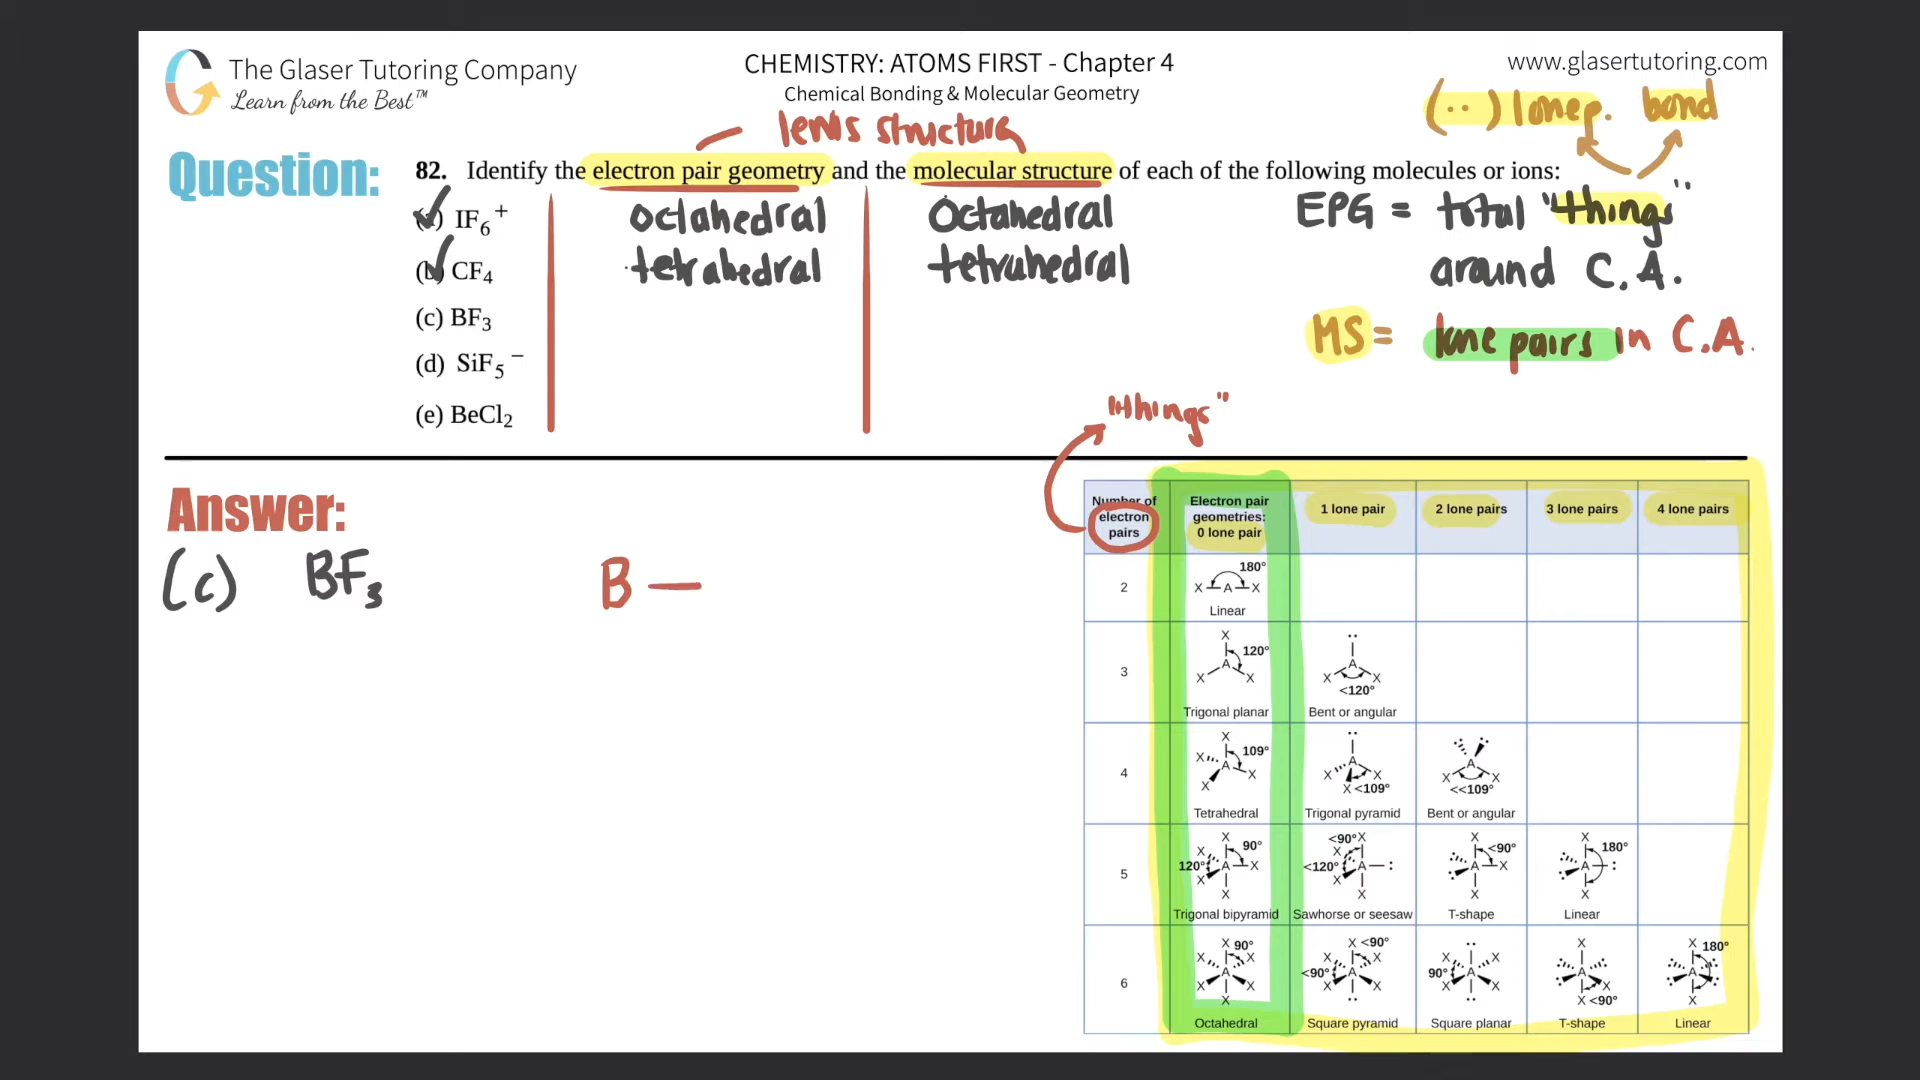 The Glaser Tutoring Company
Learn from the Best™
CHEMISTRY: ATOMS FIRST - Chapter 4
Chemical Bonding & Molecular Geometry
www.glasertutoring.com
lewis structure
(··) lone p. bond
Question:
82. Identify the electron pair geometry and the molecular structure of each of the following molecules or ions:
(a) IF6+ octahedral octahedral
(b) CF4 tetrahedral tetrahedral
(c) BF3
(d) SiF5−
(e) BeCl2
EPG = total "things"
around C.A.
MS = lone pairs in C.A.
"things"
Answer:
(c) BF3 B —
Number of electron pairs
Electron pair geometries: 0 lone pair
1 lone pair
2 lone pairs
3 lone pairs
4 lone pairs
2
180°
X A X
Linear
3
X
120°
A
X X
Trigonal planar
:
A
X X
<120°
Bent or angular
4
X
109°
X A X
X
Tetrahedral
:
A
X X
X <109°
Trigonal pyramid
: :
A
X X
<<109°
Bent or angular
5
X
90°
X
120° A X
X
X
Trigonal bipyramid
<90° X
X
<120° A :
X
X
Sawhorse or seesaw
X
<90°
: A X
:
X
T-shape
X
180°
: A :
:
X
Linear
6
X 90°
X X
A
X X
X
Octahedral
X <90°
X X
<90° A
X X
:
Square pyramid
:
X X
90° A
X X
:
Square planar
X
: :
A
: X
X <90°
T-shape
X 180°
: :
A
: :
X
Linear